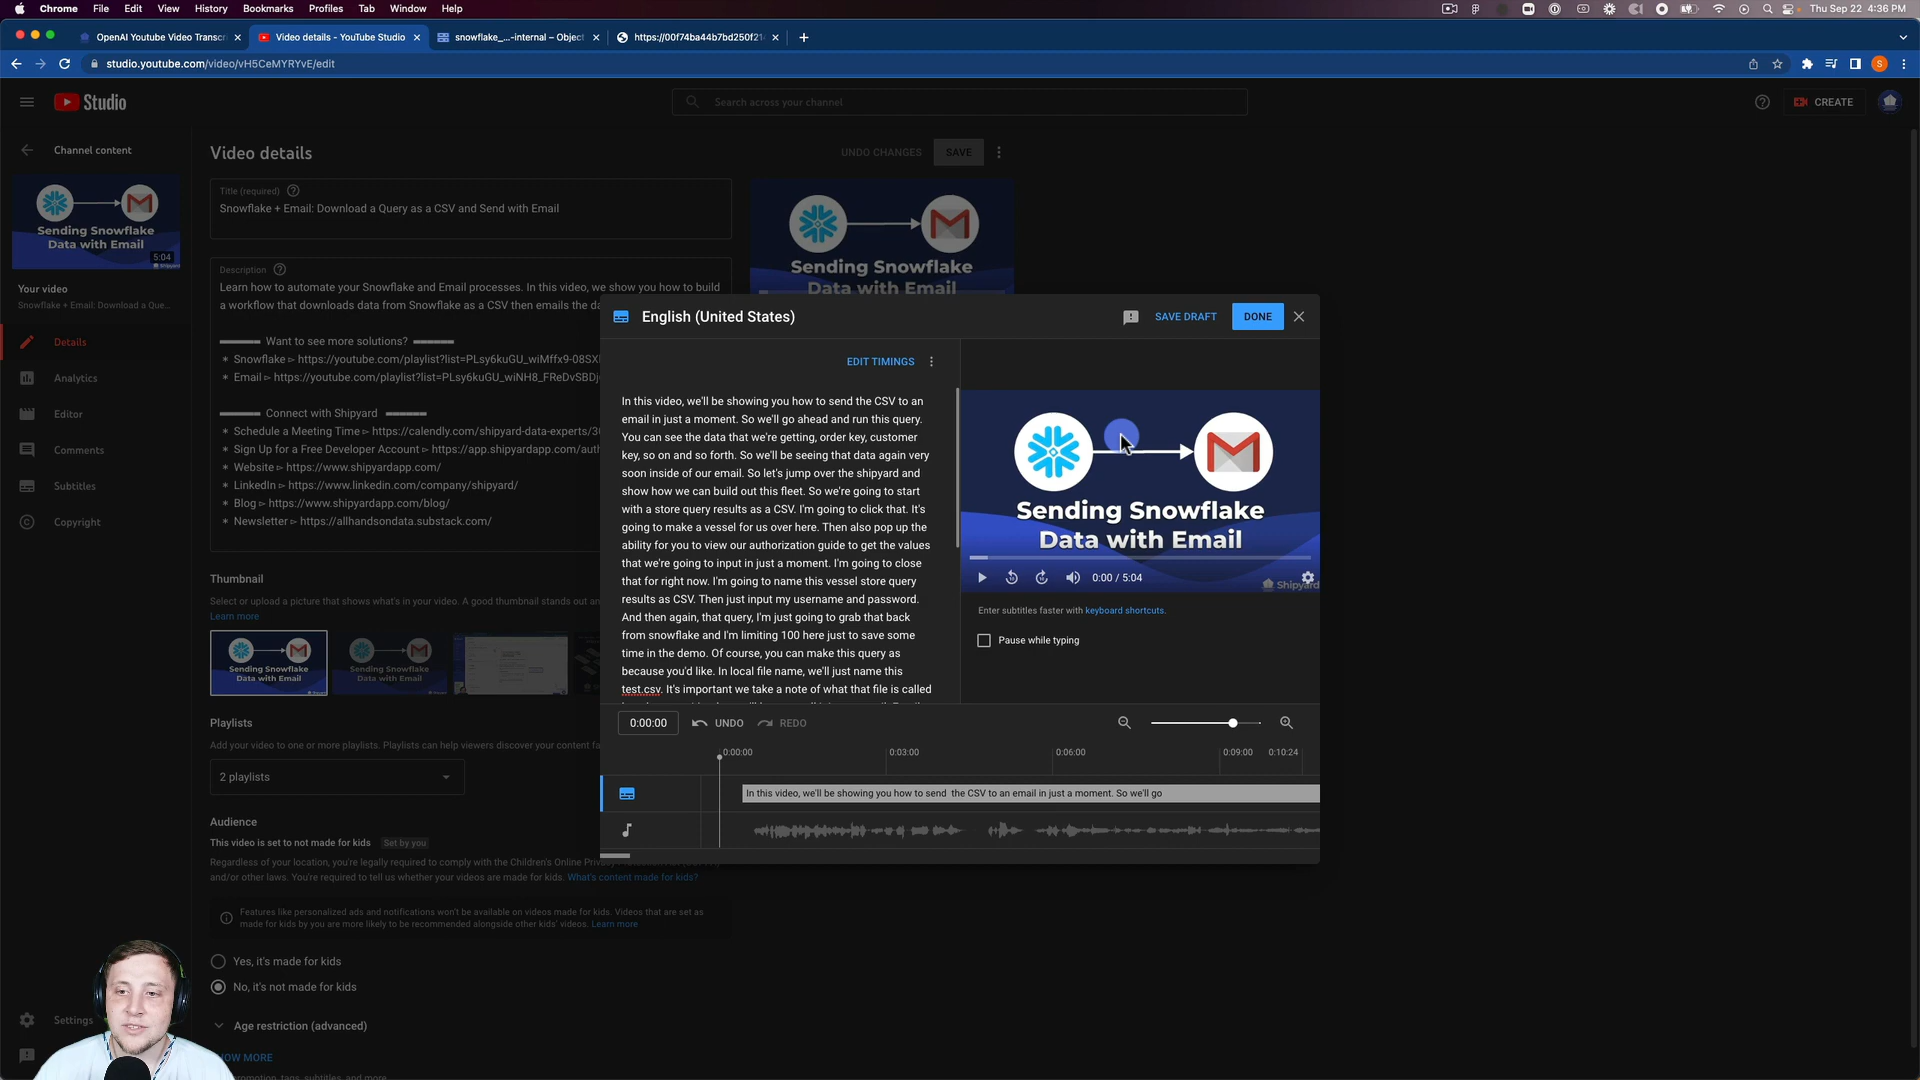 Chrome File Edit View History Bookmarks Profiles Tab Window Help
Thu Sep 22 4:36 PM
OpenAI Youtube Video Transcri
Video details - YouTube Studio
snowflake_...-internal – Object
https://00f74ba44b7bd250f21
studio.youtube.com/video/vH5CeMYRYvE/edit
S
Studio
Search across your channel
CREATE
Channel content
Video details
UNDO CHANGES
SAVE
Title (required)
Snowflake + Email: Download a Query as a CSV and Send with Email
Sending Snowflake
Data with Email
5:04
Your video
Snowflake + Email: Download a Que...
Details
Analytics
Editor
Comments
Subtitles
Copyright
Settings
Description
Learn how to automate your Snowflake and Email processes. In this video, we show you how to build
a workflow that downloads data from Snowflake as a CSV then emails the da
Want to see more solutions?
* Snowflake ▻ https://youtube.com/playlist?list=PLsy6kuGU_wiMffx9-08SX
* Email ▻ https://youtube.com/playlist?list=PLsy6kuGU_wiNH8_FReDvSBDj
Connect with Shipyard
* Schedule a Meeting Time ▻ https://calendly.com/shipyard-data-experts/30
* Sign Up for a Free Developer Account ▻ https://app.shipyardapp.com/aut
* Website ▻ https://www.shipyardapp.com/
* LinkedIn ▻ https://www.linkedin.com/company/shipyard/
* Blog ▻ https://www.shipyardapp.com/blog/
* Newsletter ▻ https://allhandsondata.substack.com/
Sending Snowflake
Data with Email
Thumbnail
Select or upload a picture that shows what's in your video. A good thumbnail stands out an
Learn more
Sending Snowflake
Data with Email
Sending Snowflake
Data with Email
Playlists
Add your video to one or more playlists. Playlists can help viewers discover your content fa
2 playlists
Audience
This video is set to not made for kids
Set by you
Regardless of your location, you're legally required to comply with the Children's Online Privacy
and/or other laws. You're required to tell us whether your videos are made for kids. What's content made for kids?
Features like personalized ads and notifications won't be available on videos made for kids. Videos that are set as
made for kids by you are more likely to be recommended alongside other kids' videos. Learn more
Yes, it's made for kids
No, it's not made for kids
Age restriction (advanced)
OW MORE
promotion, tags, subtitles, and more
English (United States)
SAVE DRAFT
DONE
EDIT TIMINGS
In this video, we'll be showing you how to send the CSV to an
email in just a moment. So we'll go ahead and run this query.
You can see the data that we're getting, order key, customer
key, so on and so forth. So we'll be seeing that data again very
soon inside of our email. So let's jump over the shipyard and
show how we can build out this fleet. So we're going to start
with a store query results as a CSV. I'm going to click that. It's
going to make a vessel for us over here. Then also pop up the
ability for you to view our authorization guide to get the values
that we're going to input in just a moment. I'm going to close
that for right now. I'm going to name this vessel store query
results as CSV. Then just input my username and password.
And then again, that query, I'm just going to grab that back
from snowflake and I'm limiting 100 here just to save some
time in the demo. Of course, you can make this query as
because you'd like. In local file name, we'll just name this
test.csv. It's important we take a note of what that file is called
Sending Snowflake
Data with Email
0:00 / 5:04
Shipyard
Enter subtitles faster with keyboard shortcuts.
Pause while typing
0:00:00
UNDO
REDO
0:00:00
0:03:00
0:06:00
0:09:00
0:10:24
In this video, we'll be showing you how to send the CSV to an email in just a moment. So we'll go